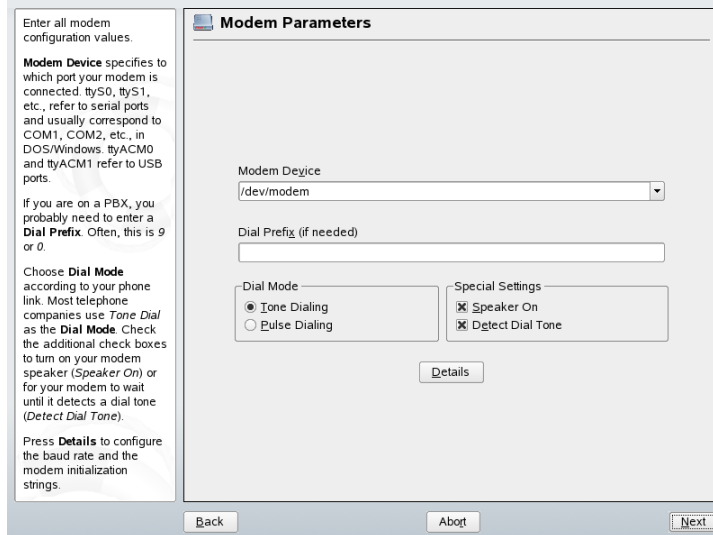 Enter all modem
configuration values.
Modem Device specifies to
which port your modem is
connected. ttyS0, ttyS1,
etc., refer to serial ports
and usually correspond to
COM1, COM2, etc., in
DOS/Windows. ttyACM0
and ttyACM1 refer to USB
ports.
If you are on a PBX, you
probably need to enter a
Dial Prefix. Often, this is 9
or 0.
Choose Dial Mode
according to your phone
link. Most telephone
companies use Tone Dial
as the Dial Mode. Check
the additional check boxes
to turn on your modem
speaker (Speaker On) or
for your modem to wait
until it detects a dial tone
(Detect Dial Tone).
Press Details to configure
the baud rate and the
modem initialization
strings.
Modem Parameters
Modem Device
/dev/modem
Dial Prefix (if needed)
Dial Mode
Tone Dialing
Pulse Dialing
Special Settings
Speaker On
Detect Dial Tone
Details
Back
Abort
Next